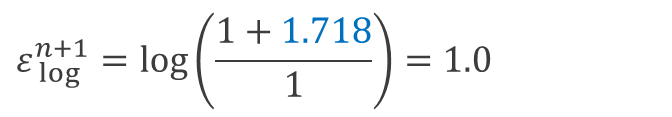 ε_log^{n+1} = log((1 + 1.718)/1) = 1.0